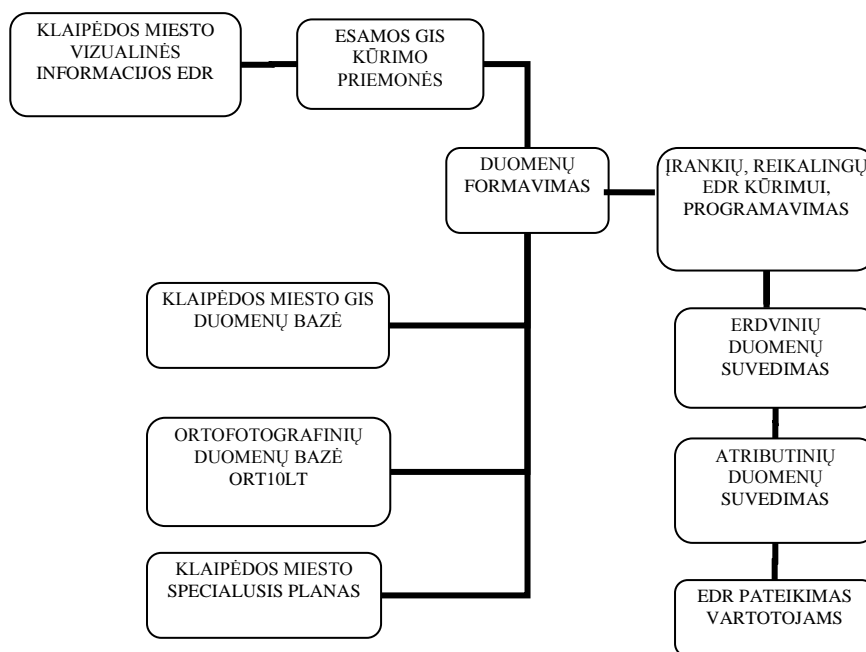 KLAIPĖDOS MIESTO
VIZUALINĖS
INFORMACIJOS EDR
ESAMOS GIS
KŪRIMO
PRIEMONĖS
DUOMENŲ
FORMAVIMAS
ĮRANKIŲ, REIKALINGŲ
EDR KŪRIMUI,
PROGRAMAVIMAS
KLAIPĖDOS MIESTO GIS
DUOMENŲ BAZĖ
ERDVINIŲ
DUOMENŲ
SUVEDIMAS
ORTOFOTOGRAFINIŲ
DUOMENŲ BAZĖ
ORT10LT
ATRIBUTINIŲ
DUOMENŲ
SUVEDIMAS
KLAIPĖDOS MIESTO
SPECIALUSIS PLANAS
EDR PATEIKIMAS
VARTOTOJAMS